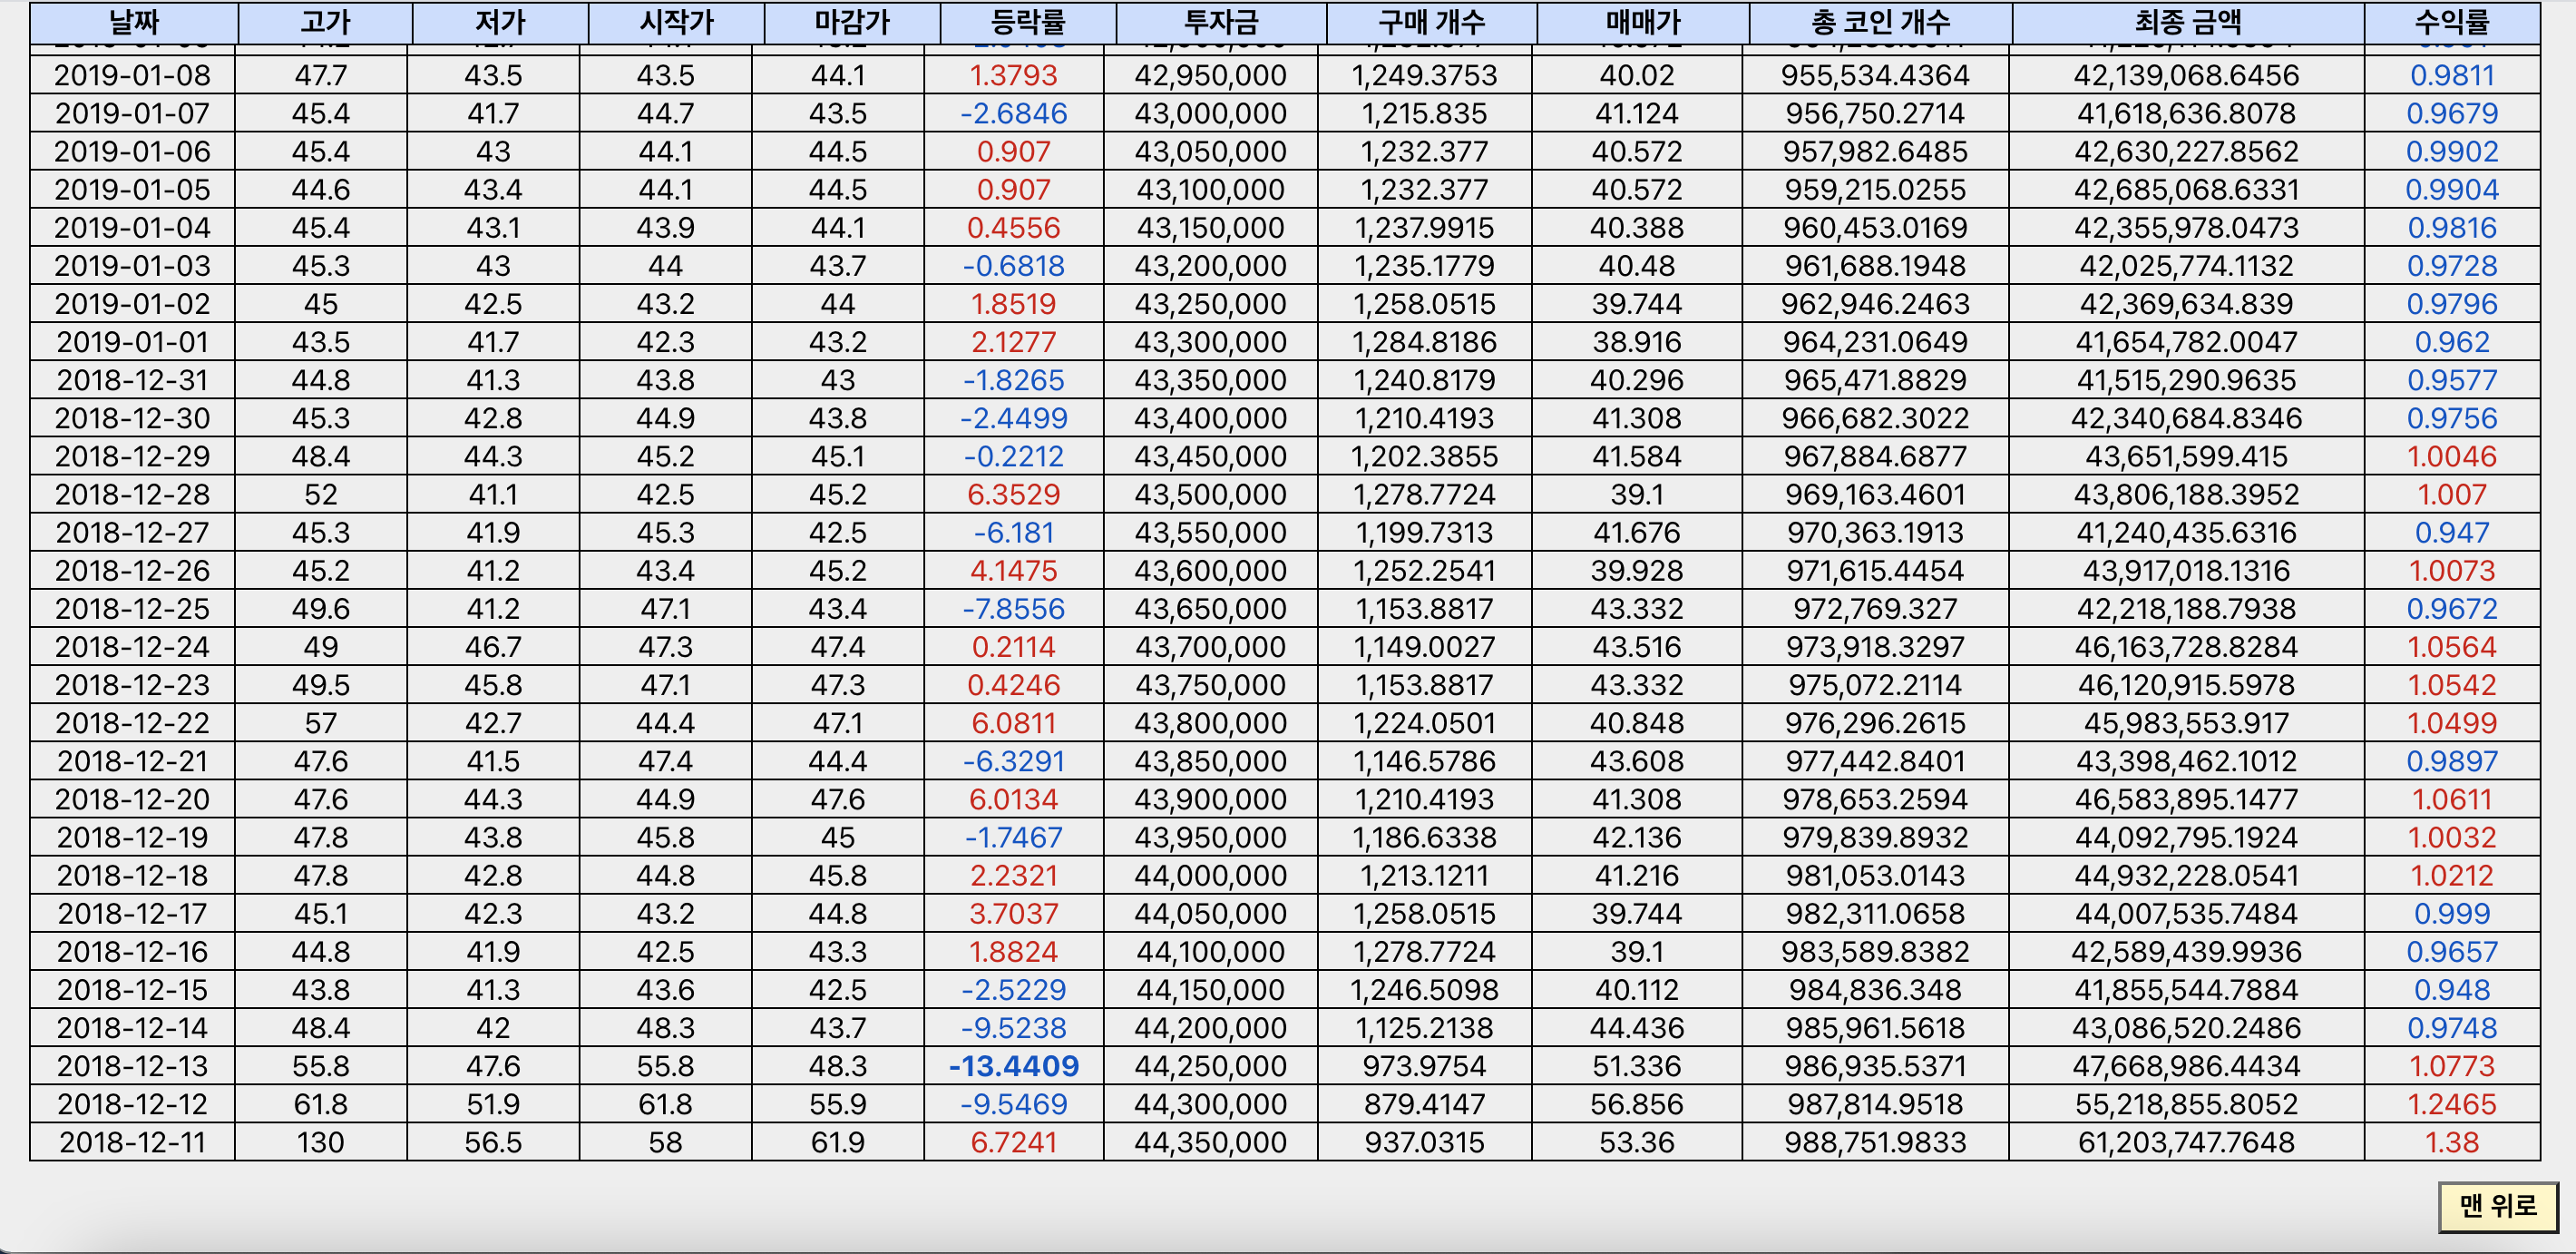 날짜 고가 저가 시작가 마감가 등락률 투자금 구매 개수 매매가 총 코인 개수 최종 금액 수익률
2019-01-08 47.7 43.5 43.5 44.1 1.3793 42,950,000 1,249.3753 40.02 955,534.4364 42,139,068.6456 0.9811
2019-01-07 45.4 41.7 44.7 43.5 -2.6846 43,000,000 1,215.835 41.124 956,750.2714 41,618,636.8078 0.9679
2019-01-06 45.4 43 44.1 44.5 0.907 43,050,000 1,232.377 40.572 957,982.6485 42,630,227.8562 0.9902
2019-01-05 44.6 43.4 44.1 44.5 0.907 43,100,000 1,232.377 40.572 959,215.0255 42,685,068.6331 0.9904
2019-01-04 45.4 43.1 43.9 44.1 0.4556 43,150,000 1,237.9915 40.388 960,453.0169 42,355,978.0473 0.9816
2019-01-03 45.3 43 44 43.7 -0.6818 43,200,000 1,235.1779 40.48 961,688.1948 42,025,774.1132 0.9728
2019-01-02 45 42.5 43.2 44 1.8519 43,250,000 1,258.0515 39.744 962,946.2463 42,369,634.839 0.9796
2019-01-01 43.5 41.7 42.3 43.2 2.1277 43,300,000 1,284.8186 38.916 964,231.0649 41,654,782.0047 0.962
2018-12-31 44.8 41.3 43.8 43 -1.8265 43,350,000 1,240.8179 40.296 965,471.8829 41,515,290.9635 0.9577
2018-12-30 45.3 42.8 44.9 43.8 -2.4499 43,400,000 1,210.4193 41.308 966,682.3022 42,340,684.8346 0.9756
2018-12-29 48.4 44.3 45.2 45.1 -0.2212 43,450,000 1,202.3855 41.584 967,884.6877 43,651,599.415 1.0046
2018-12-28 52 41.1 42.5 45.2 6.3529 43,500,000 1,278.7724 39.1 969,163.4601 43,806,188.3952 1.007
2018-12-27 45.3 41.9 45.3 42.5 -6.181 43,550,000 1,199.7313 41.676 970,363.1913 41,240,435.6316 0.947
2018-12-26 45.2 41.2 43.4 45.2 4.1475 43,600,000 1,252.2541 39.928 971,615.4454 43,917,018.1316 1.0073
2018-12-25 49.6 41.2 47.1 43.4 -7.8556 43,650,000 1,153.8817 43.332 972,769.327 42,218,188.7938 0.9672
2018-12-24 49 46.7 47.3 47.4 0.2114 43,700,000 1,149.0027 43.516 973,918.3297 46,163,728.8284 1.0564
2018-12-23 49.5 45.8 47.1 47.3 0.4246 43,750,000 1,153.8817 43.332 975,072.2114 46,120,915.5978 1.0542
2018-12-22 57 42.7 44.4 47.1 6.0811 43,800,000 1,224.0501 40.848 976,296.2615 45,983,553.917 1.0499
2018-12-21 47.6 41.5 47.4 44.4 -6.3291 43,850,000 1,146.5786 43.608 977,442.8401 43,398,462.1012 0.9897
2018-12-20 47.6 44.3 44.9 47.6 6.0134 43,900,000 1,210.4193 41.308 978,653.2594 46,583,895.1477 1.0611
2018-12-19 47.8 43.8 45.8 45 -1.7467 43,950,000 1,186.6338 42.136 979,839.8932 44,092,795.1924 1.0032
2018-12-18 47.8 42.8 44.8 45.8 2.2321 44,000,000 1,213.1211 41.216 981,053.0143 44,932,228.0541 1.0212
2018-12-17 45.1 42.3 43.2 44.8 3.7037 44,050,000 1,258.0515 39.744 982,311.0658 44,007,535.7484 0.999
2018-12-16 44.8 41.9 42.5 43.3 1.8824 44,100,000 1,278.7724 39.1 983,589.8382 42,589,439.9936 0.9657
2018-12-15 43.8 41.3 43.6 42.5 -2.5229 44,150,000 1,246.5098 40.112 984,836.348 41,855,544.7884 0.948
2018-12-14 48.4 42 48.3 43.7 -9.5238 44,200,000 1,125.2138 44.436 985,961.5618 43,086,520.2486 0.9748
2018-12-13 55.8 47.6 55.8 48.3 -13.4409 44,250,000 973.9754 51.336 986,935.5371 47,668,986.4434 1.0773
2018-12-12 61.8 51.9 61.8 55.9 -9.5469 44,300,000 879.4147 56.856 987,814.9518 55,218,855.8052 1.2465
2018-12-11 130 56.5 58 61.9 6.7241 44,350,000 937.0315 53.36 988,751.9833 61,203,747.7648 1.38
맨 위로